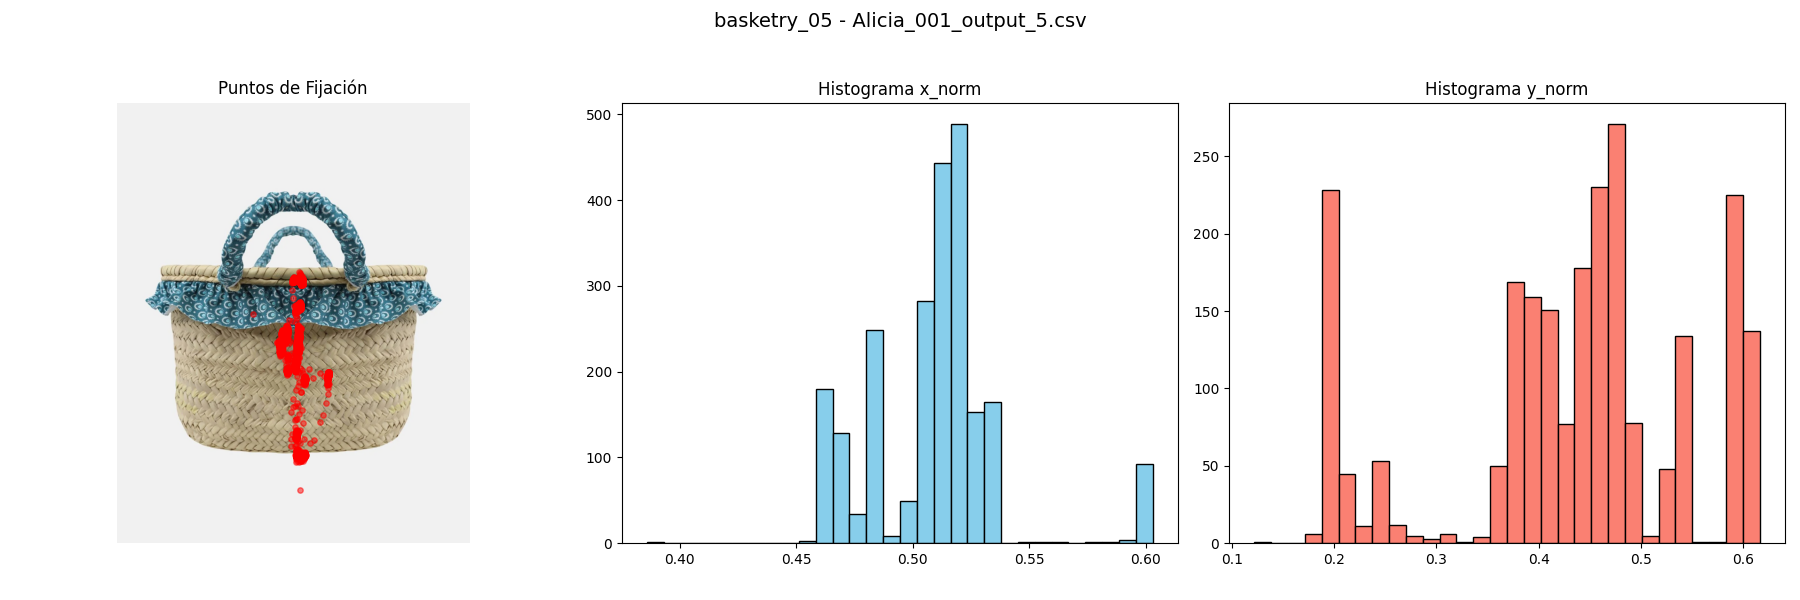 basketry_05 - Alicia_001_output_5.csv
Puntos de Fijación
Histograma x_norm
500
400
300
200
100
0
0.40 0.45 0.50 0.55 0.60
Histograma y_norm
250
200
150
100
50
0
0.1 0.2 0.3 0.4 0.5 0.6